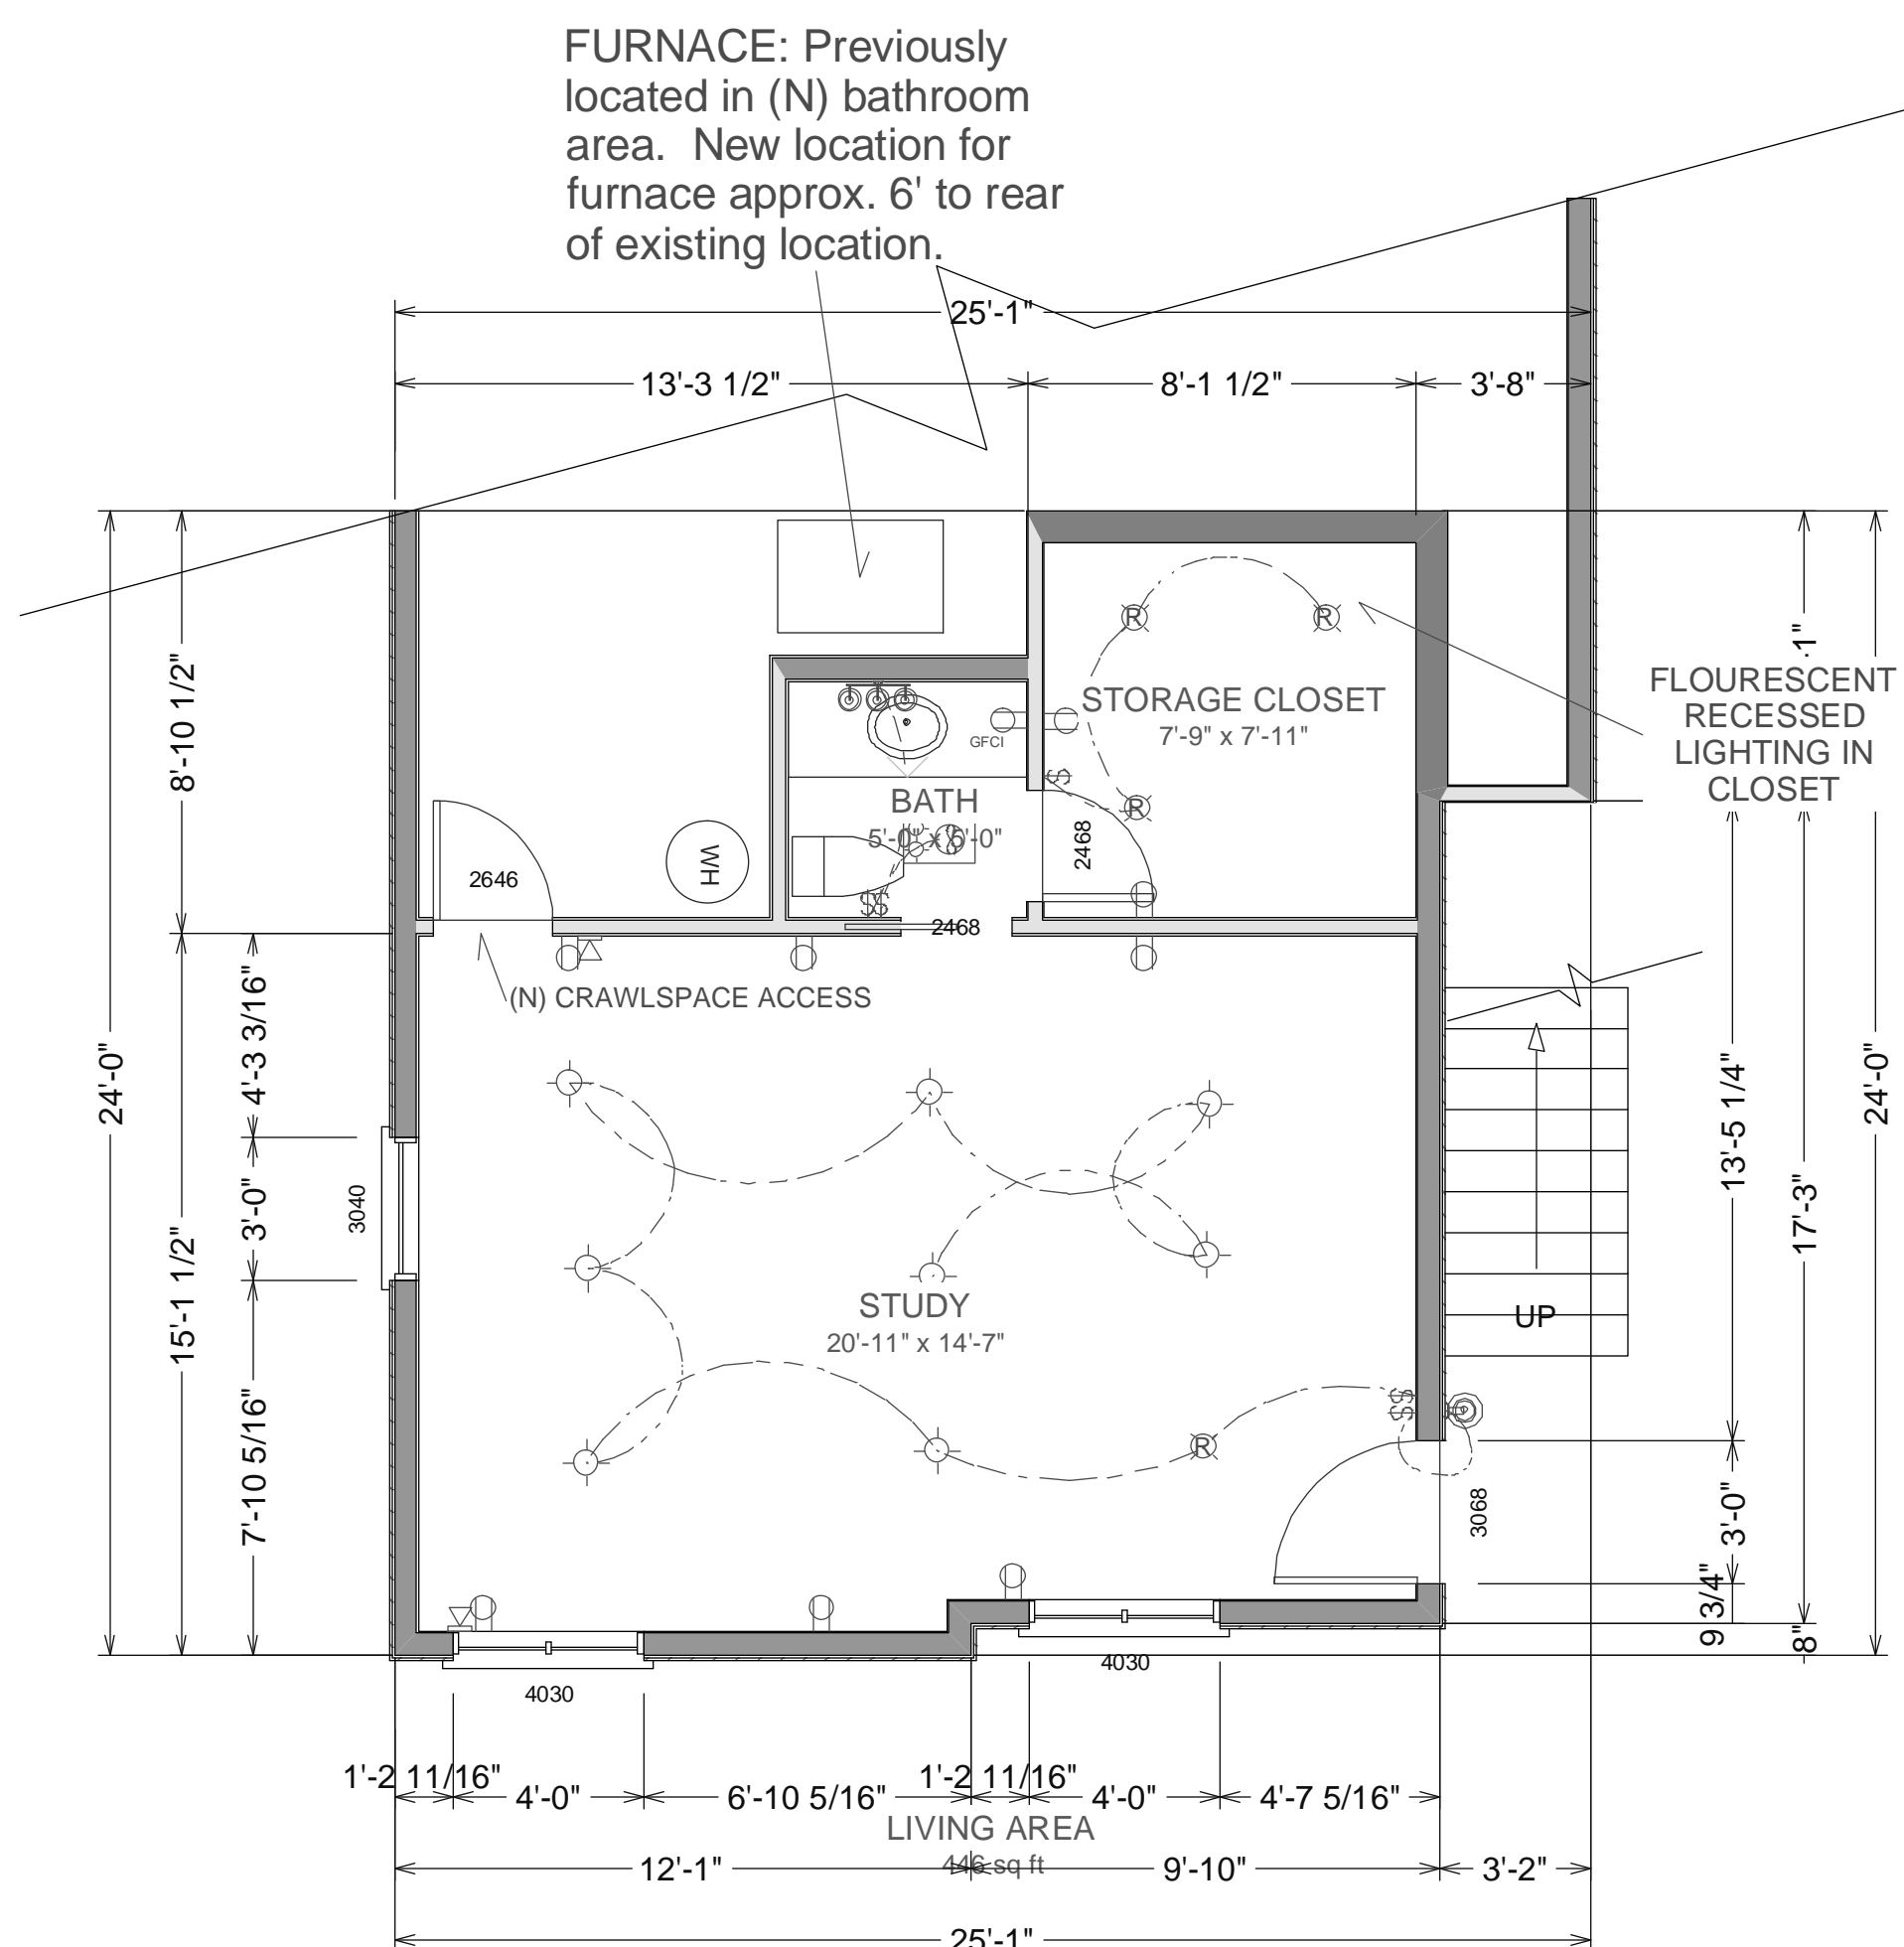 FURNACE: Previously
located in (N) bathroom
area.  New location for
furnace approx. 6' to rear
of existing location.
25'-1"
13'-3 1/2"
8'-1 1/2"
3'-8"
R
R
FLOURESCENT
RECESSED
LIGHTING IN
CLOSET
STORAGE CLOSET
7'-9" x 7'-11"
GFCI
S
BATH
5'-0" x 5'-0"
R
2468
WH
2646
SS
2468
(N) CRAWLSPACE ACCESS
8'-10 1/2"
24'-0"
15'-1 1/2"
4'-3 3/16"
3'-0"
7'-10 5/16"
3040
STUDY
20'-11" x 14'-7"
UP
SS
R
3068
13'-5 1/4"
3'-0"
9 3/4"
17'-3"
8"
24'-0"
4030
4030
1'-2 11/16"
4'-0"
6'-10 5/16"
1'-2 11/16"
4'-0"
4'-7 5/16"
LIVING AREA
446 sq ft
12'-1"
9'-10"
3'-2"
25'-1"